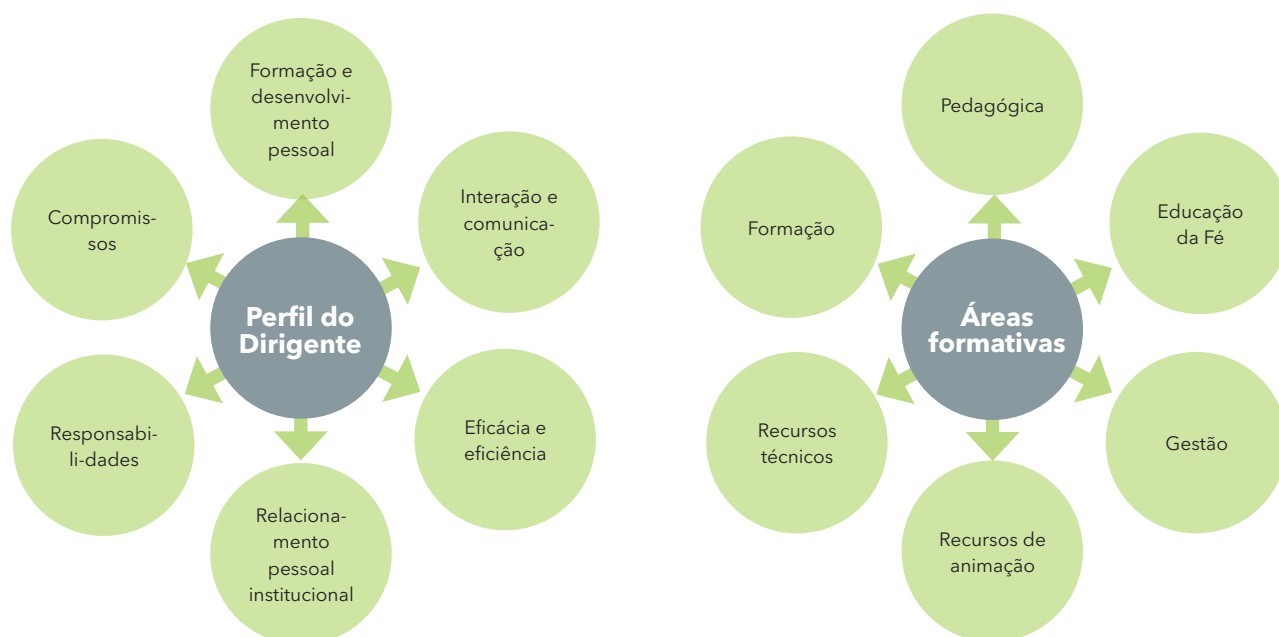 Formação e
desenvolvi-
mento
pessoal
Interação e
comunica-
ção
Eficácia e
eficiência
Relaciona-
mento
pessoal
institucional
Responsabi-
li-dades
Compromis-
sos
Perfil do
Dirigente
Pedagógica
Educação
da Fé
Gestão
Recursos de
animação
Recursos
técnicos
Formação
Áreas
formativas